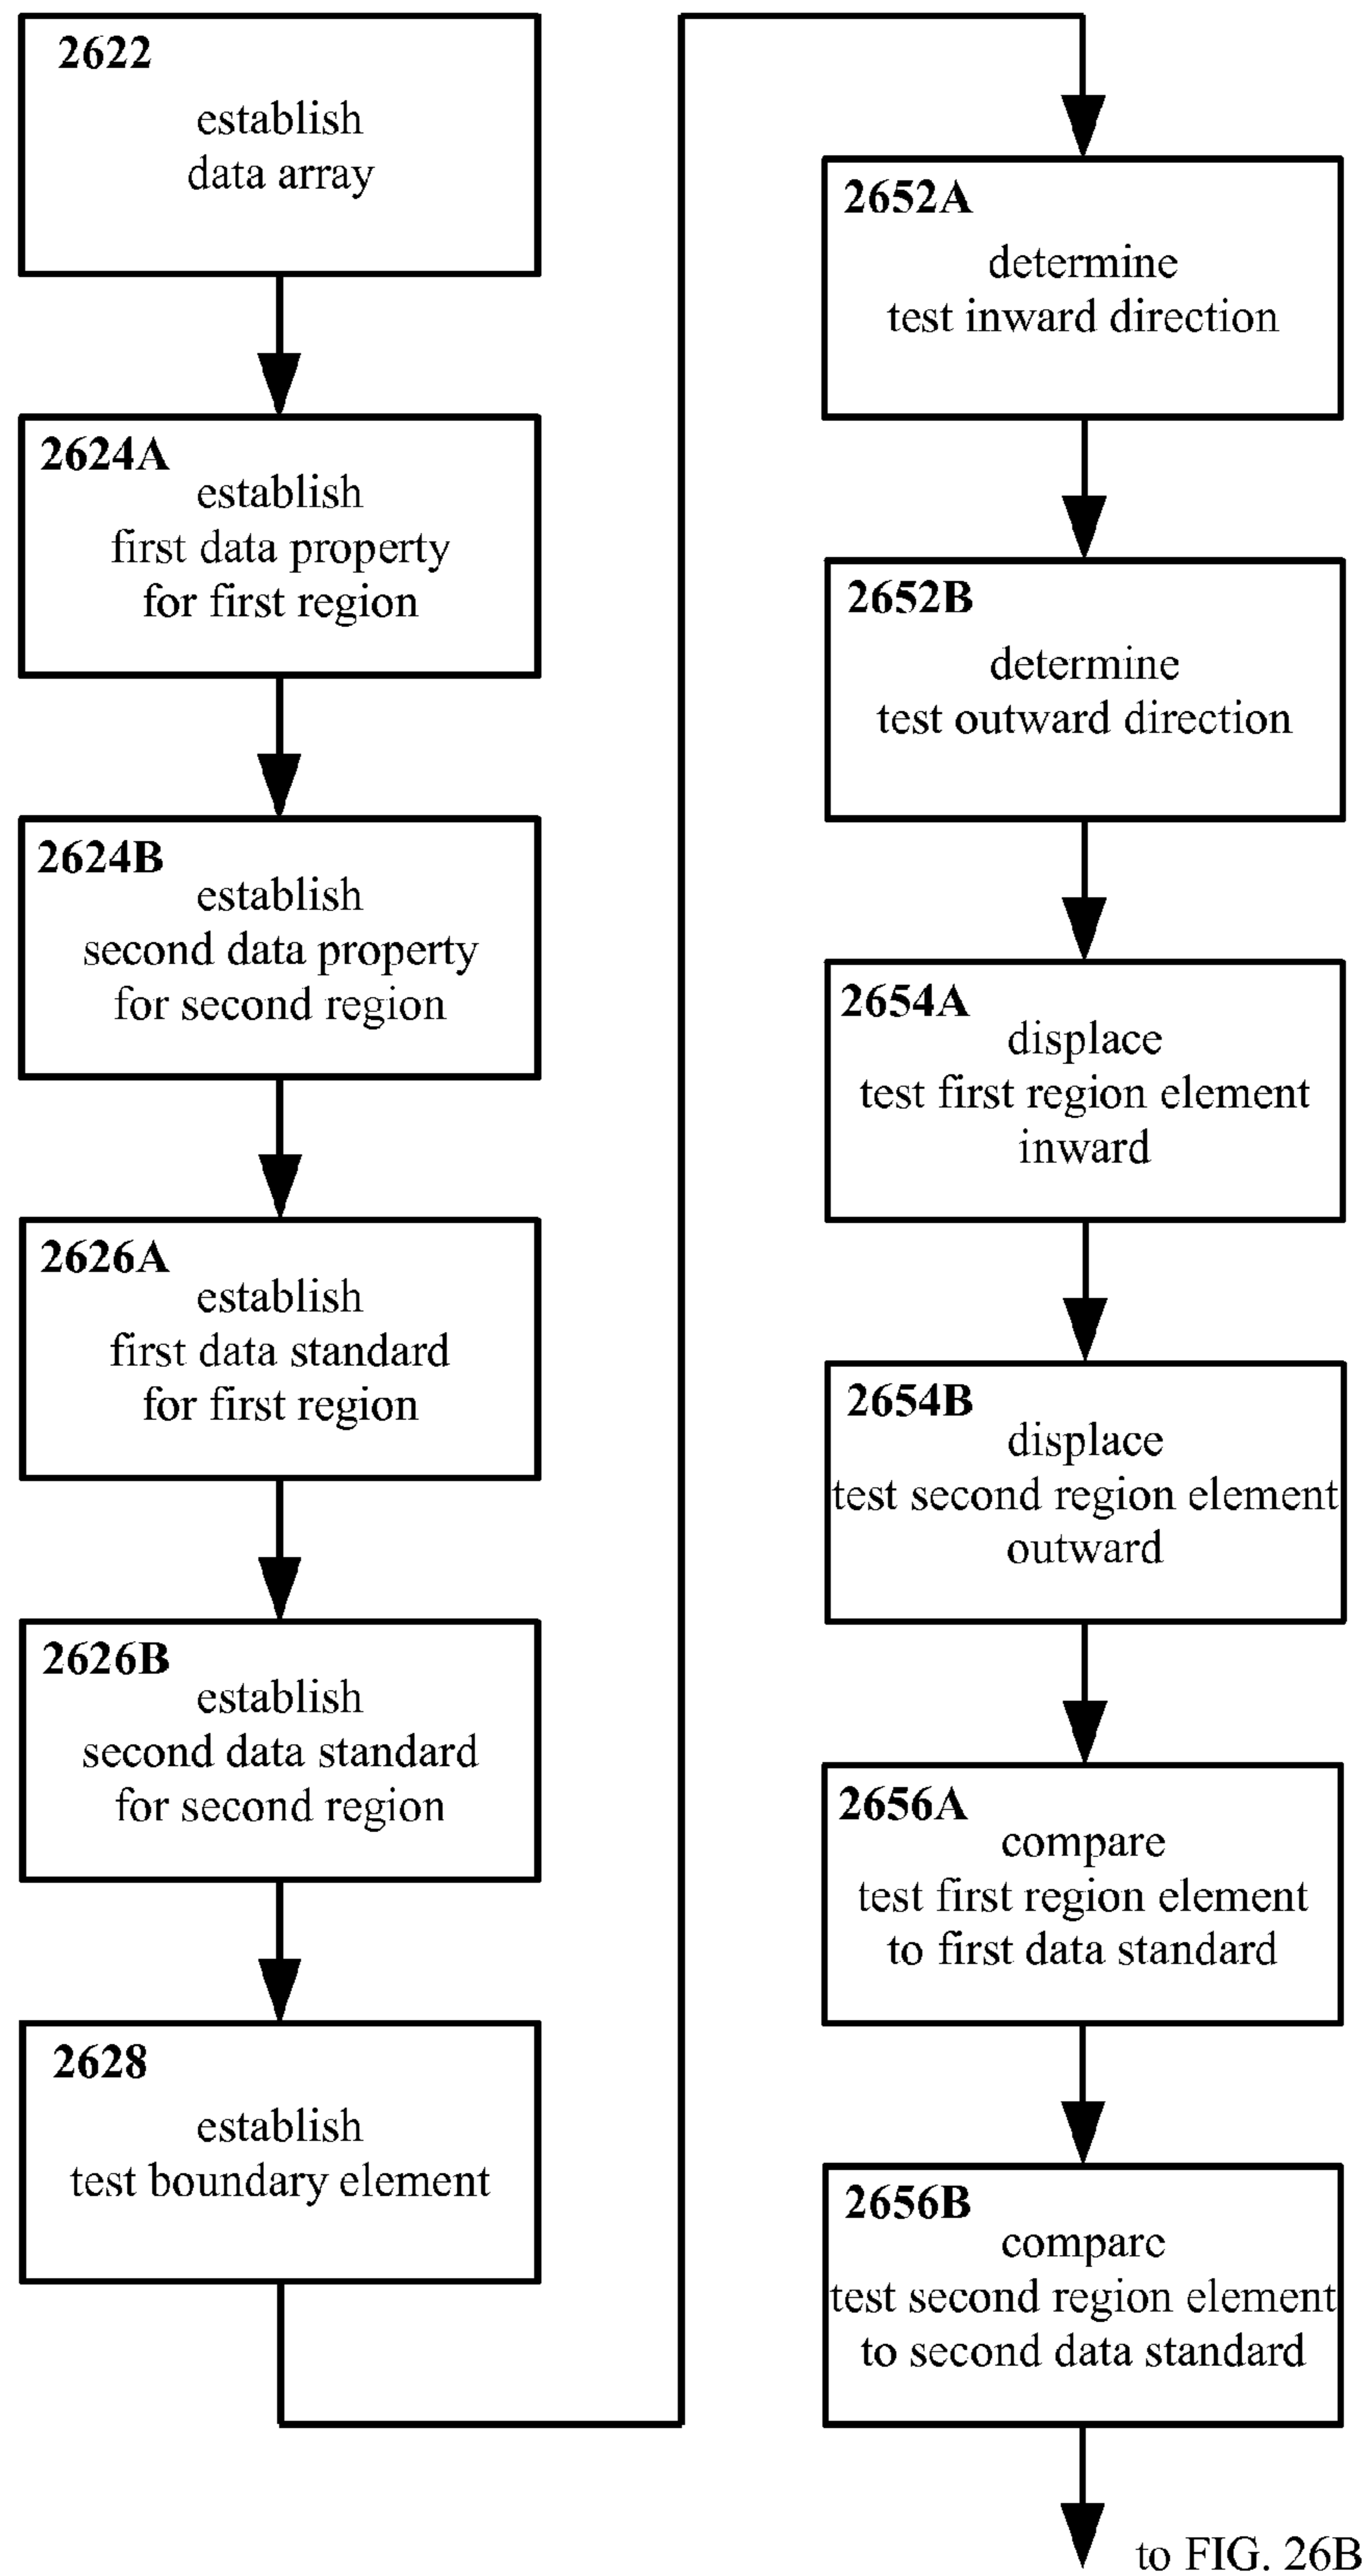 2622
establish
data array
2624A
establish
first data property
for first region
2624B
establish
second data property
for second region
2626A
establish
first data standard
for first region
2626B
establish
second data standard
for second region
2628
establish
test boundary element
2652A
determine
test inward direction
2652B
determine
test outward direction
2654A
displace
test first region element
inward
2654B
displace
test second region element
outward
2656A
compare
test first region element
to first data standard
2656B
compare
test second region element
to second data standard
to FIG. 26B